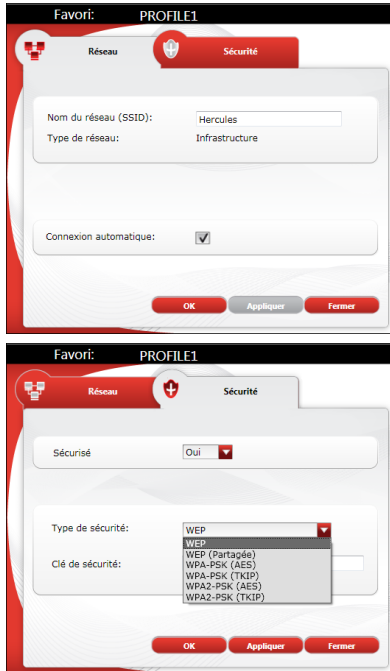 Favori: PROFILE1
Réseau Sécurité
Nom du réseau (SSID): Hercules
Type de réseau: Infrastructure
Connexion automatique:
OK Appliquer Fermer
Favori: PROFILE1
Réseau Sécurité
Sécurisé Oui
Type de sécurité: WEP
WEP
WEP (Partagée)
Clé de sécurité: WPA-PSK (AES)
WPA-PSK (TKIP)
WPA2-PSK (AES)
WPA2-PSK (TKIP)
OK Appliquer Fermer